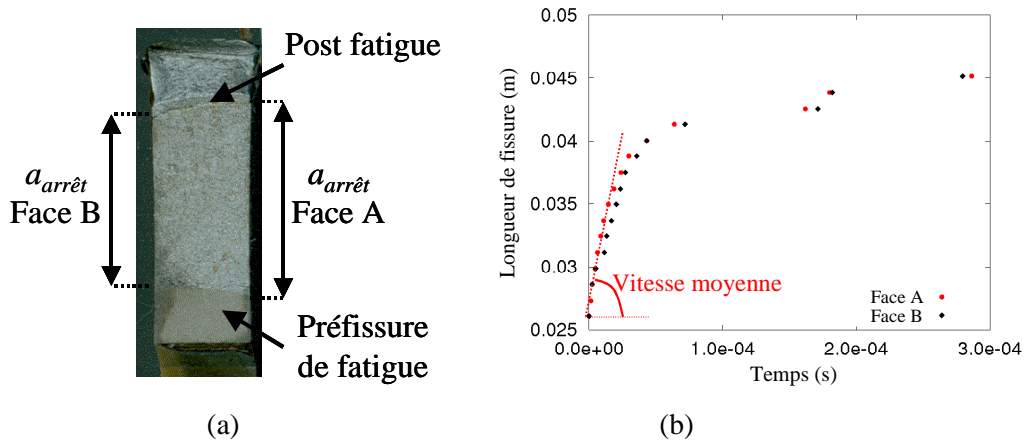 Post fatigue
a_arrêt
Face B
a_arrêt
Face A
Préfissure
de fatigue
(a)
Longueur de fissure (m)
0.05
0.045
0.04
0.035
0.03
0.025
Vitesse moyenne
Face A
Face B
0.0e+00
1.0e-04
2.0e-04
3.0e-04
Temps (s)
(b)